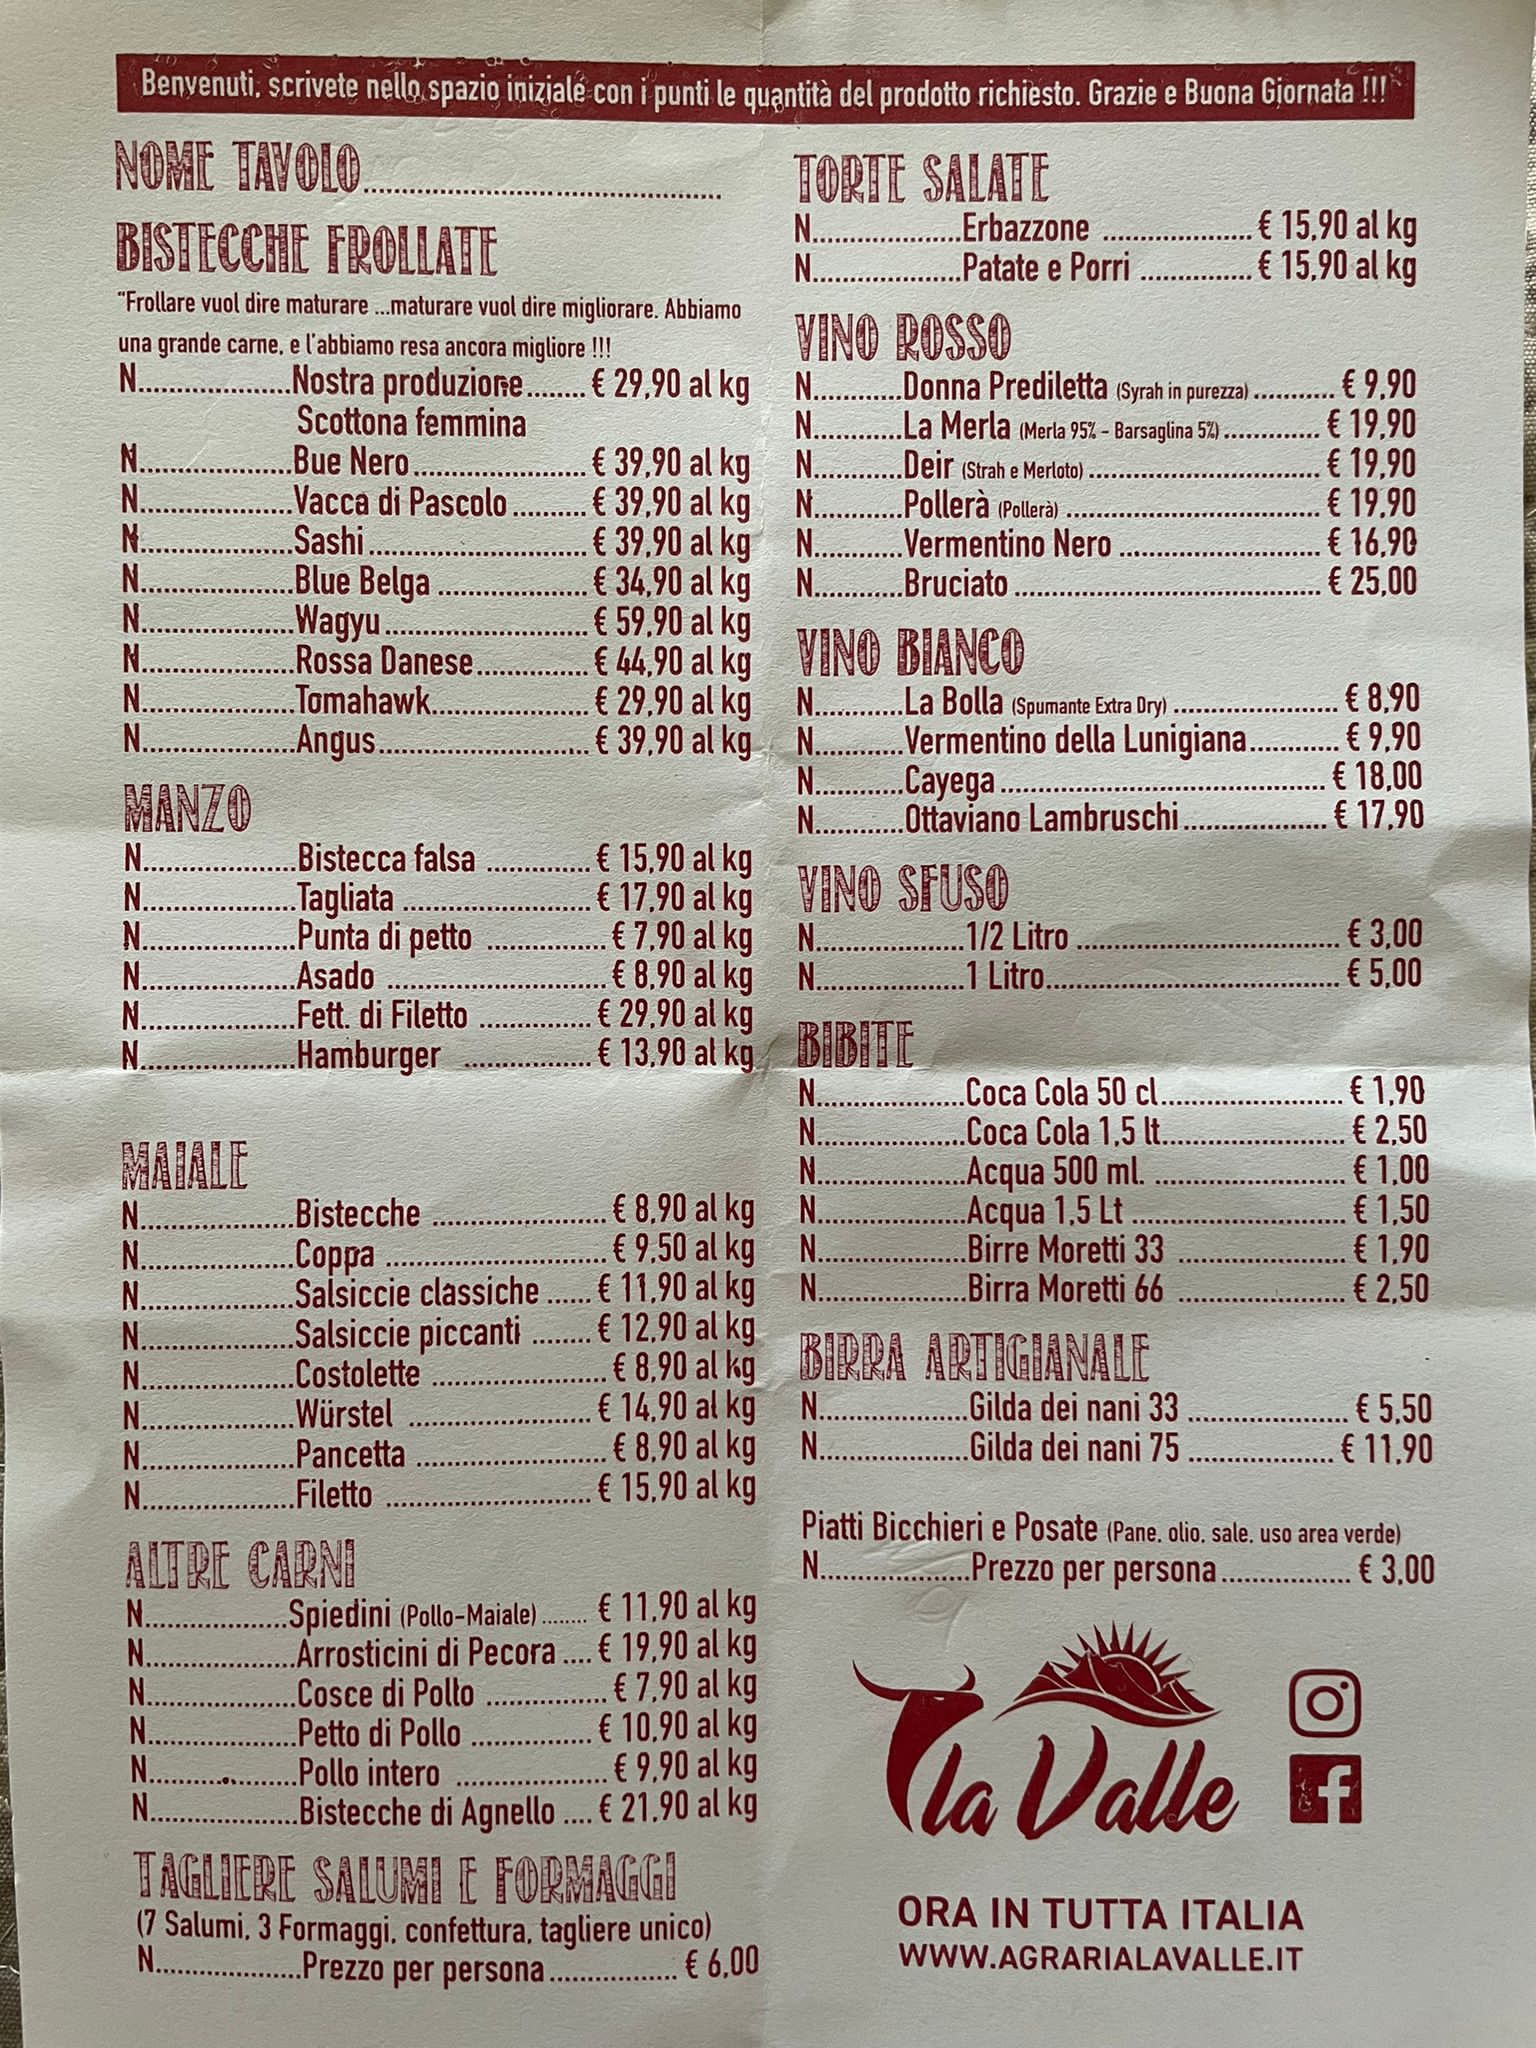 Benvenuti, scrivete nello spazio iniziale con i punti le quantità del prodotto richiesto. Grazie e Buona Giornata !!!
NOME TAVOLO..............................................
BISTECCHE FROLLATE
“Frollare vuol dire maturare ...maturare vuol dire migliorare. Abbiamo
una grande carne, e l’abbiamo resa ancora migliore !!!
N....................Nostra produzione........ € 29,90 al kg
Scottona femmina
N....................Bue Nero....................... € 39,90 al kg
N....................Vacca di Pascolo .......... € 39,90 al kg
N....................Sashi............................. € 39,90 al kg
N....................Blue Belga .................... € 34,90 al kg
N....................Wagyu........................... € 59,90 al kg
N....................Rossa Danese............... € 44,90 al kg
N....................Tomahawk..................... € 29,90 al kg
N....................Angus............................ € 39,90 al kg
MANZO
N....................Bistecca falsa .............. € 15,90 al kg
N....................Tagliata ......................... € 17,90 al kg
N....................Punta di petto ................ € 7,90 al kg
N....................Asado ............................. € 8,90 al kg
N....................Fett. di Filetto ............... € 29,90 al kg
N....................Hamburger ................. € 13,90 al kg
MAIALE
N....................Bistecche ....................... € 8,90 al kg
N....................Coppa ............................. € 9,50 al kg
N....................Salsiccie classiche ...... € 11,90 al kg
N....................Salsiccie piccanti ........ € 12,90 al kg
N....................Costolette ....................... € 8,90 al kg
N....................Würstel ........................ € 14,90 al kg
N....................Pancetta ......................... € 8,90 al kg
N....................Filetto ........................... € 15,90 al kg
ALTRE CARNI
N....................Spiedini (Pollo-Maiale) ........ € 11,90 al kg
N....................Arrosticini di Pecora .... € 19,90 al kg
N....................Cosce di Pollo ................ € 7,90 al kg
N....................Petto di Pollo ................ € 10,90 al kg
N....................Pollo intero .................... € 9,90 al kg
N....................Bistecche di Agnello .... € 21,90 al kg
TAGLIERE SALUMI E FORMAGGI
(7 Salumi, 3 Formaggi, confettura, tagliere unico)
N....................Prezzo per persona................. € 6,00
TORTE SALATE
N....................Erbazzone .................... € 15,90 al kg
N....................Patate e Porri ............... € 15,90 al kg
VINO ROSSO
N............Donna Prediletta (Syrah in purezza) ........... € 9,90
N............La Merla (Merla 95% - Barsaglina 5%)............. € 19,90
N............Deir (Strah e Merloto) ............................... € 19,90
N............Pollerà (Pollerà) .................................... € 19,90
N............Vermentino Nero ........................... € 16,90
N............Bruciato ......................................... € 25,00
VINO BIANCO
N............La Bolla (Spumante Extra Dry) ..................... € 8,90
N............Vermentino della Lunigiana............ € 9,90
N............Cayega ........................................... € 18,00
N............Ottaviano Lambruschi................... € 17,90
VINO SFUSO
N....................1/2 Litro ................................... € 3,00
N....................1 Litro....................................... € 5,00
BIBITE
N....................Coca Cola 50 cl........................ € 1,90
N....................Coca Cola 1,5 lt........................ € 2,50
N....................Acqua 500 ml. ......................... € 1,00
N....................Acqua 1,5 Lt ............................ € 1,50
N....................Birre Moretti 33 ...................... € 1,90
N....................Birra Moretti 66 ...................... € 2,50
BIRRA ARTIGIANALE
N....................Gilda dei nani 33 ..................... € 5,50
N....................Gilda dei nani 75 ................... € 11,90
Piatti Bicchieri e Posate (Pane, olio, sale, uso area verde)
N....................Prezzo per persona................. € 3,00
la Valle
ORA IN TUTTA ITALIA
WWW.AGRARIALAVALLE.IT